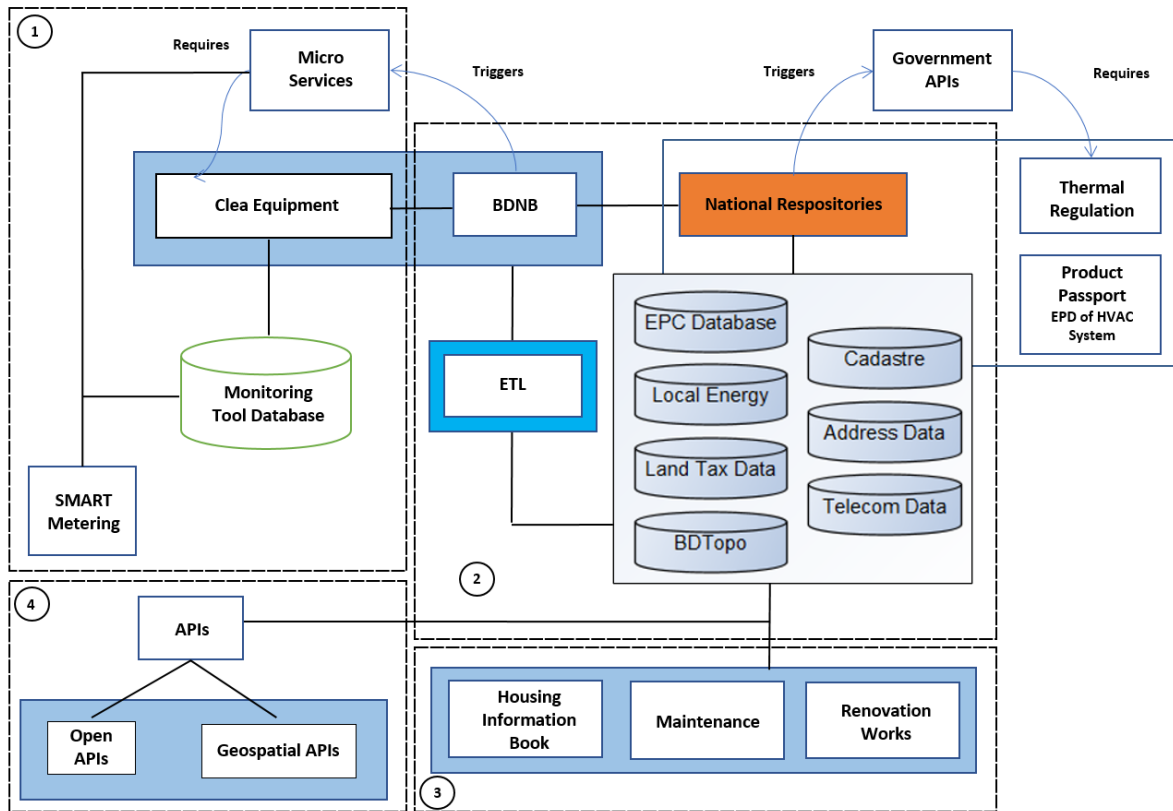 1
Requires
Micro
Services
Triggers
Triggers
Government
APIs
Requires
Clea Equipment
BDNB
National Respositories
Thermal
Regulation
Product
Passport
EPD of HVAC
System
EPC Database
Cadastre
Local Energy
Address Data
Land Tax Data
Telecom Data
BDTopo
ETL
Monitoring
Tool Database
SMART
Metering
2
4
APIs
Open
APIs
Geospatial APIs
Housing
Information
Book
Maintenance
Renovation
Works
3